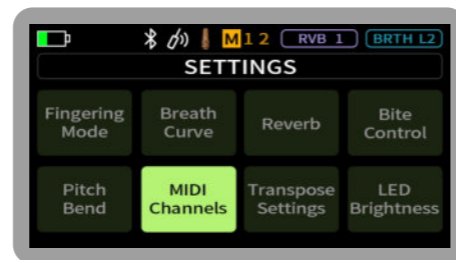 M 1 2 RVB 1 BRTH L2
SETTINGS
Fingering
Mode
Breath
Curve
Reverb
Bite
Control
Pitch
Bend
MIDI
Channels
Transpose
Settings
LED
Brightness